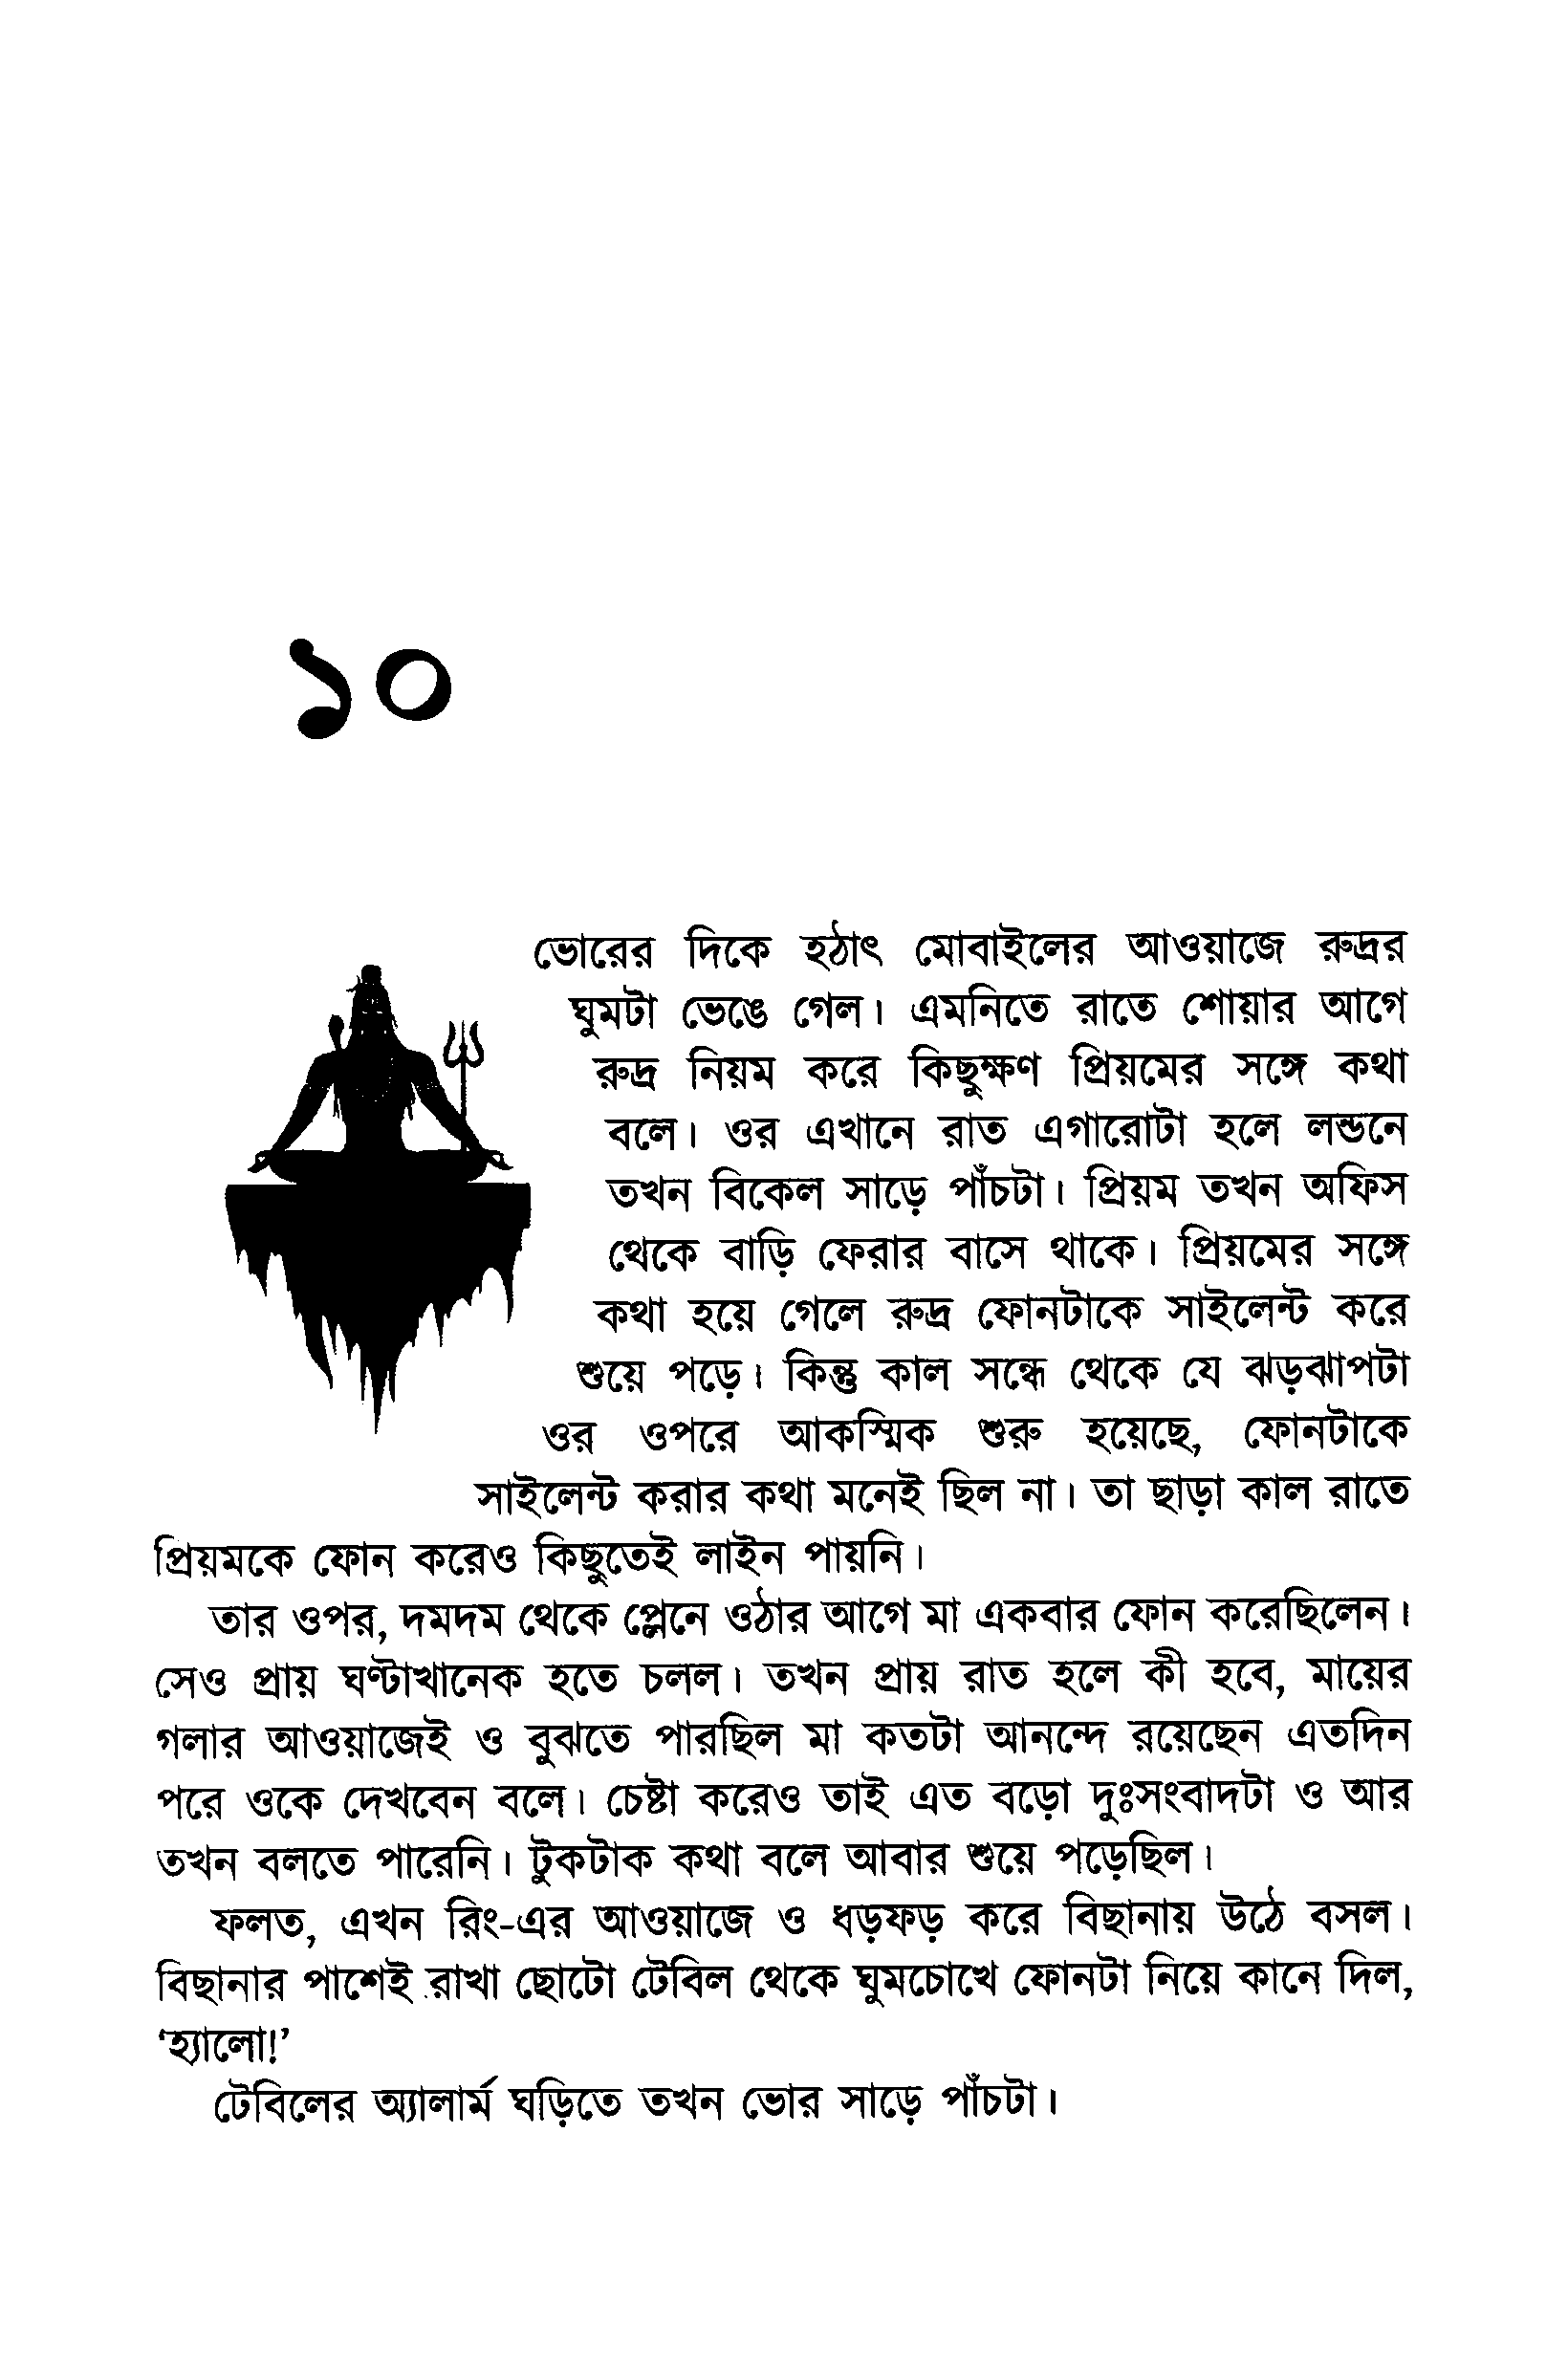 ১০
ভোরের দিকে হঠাৎ মোবাইলের আওয়াজে রুদ্রর
ঘুমটা ভেঙে গেল। এমনিতে রাতে শোয়ার আগে
রুদ্র নিয়ম করে কিছুক্ষণ প্রিয়মের সঙ্গে কথা
বলে। ওর এখানে রাত এগারোটা হলে লন্ডনে
তখন বিকেল সাড়ে পাঁচটা। প্রিয়ম তখন অফিস
থেকে বাড়ি ফেরার বাসে থাকে। প্রিয়মের সঙ্গে
কথা হয়ে গেলে রুদ্র ফোনটাকে সাইলেন্ট করে
শুয়ে পড়ে। কিন্তু কাল সন্ধে থেকে যে ঝড়ঝাপটা
ওর ওপরে আকস্মিক শুরু হয়েছে, ফোনটাকে
সাইলেন্ট করার কথা মনেই ছিল না। তা ছাড়া কাল রাতে
প্রিয়মকে ফোন করেও কিছুতেই লাইন পায়নি।
তার ওপর, দমদম থেকে প্লেনে ওঠার আগে মা একবার ফোন করেছিলেন।
সেও প্রায় ঘণ্টাখানেক হতে চলল। তখন প্রায় রাত হলে কী হবে, মায়ের
গলার আওয়াজেই ও বুঝতে পারছিল মা কতটা আনন্দে রয়েছেন এতদিন
পরে ওকে দেখবেন বলে। চেষ্টা করেও তাই এত বড়ো দুঃসংবাদটা ও আর
তখন বলতে পারেনি। টুকটাক কথা বলে আবার শুয়ে পড়েছিল।
ফলত, এখন রিং-এর আওয়াজে ও ধড়ফড় করে বিছানায় উঠে বসল।
বিছানার পাশেই রাখা ছোটো টেবিল থেকে ঘুমচোখে ফোনটা নিয়ে কানে দিল,
‘হ্যালো!’
টেবিলের অ্যালার্ম ঘড়িতে তখন ভোর সাড়ে পাঁচটা।